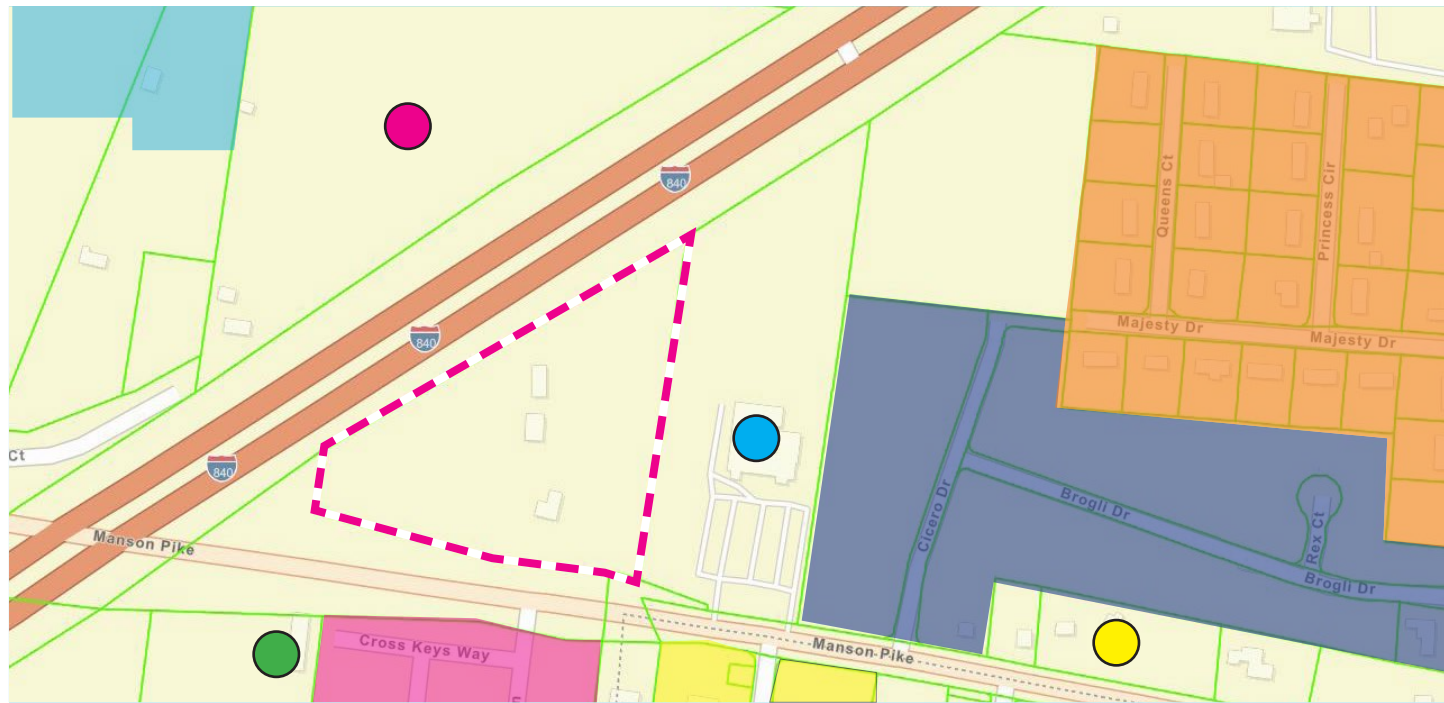 840
Queens Ct
Princess Cir
840
Majesty Dr
Majesty Dr
Ct
840
Brogli Dr
Cicero Dr
Rex Ct
Manson Pike
Brogli Dr
Cross Keys Way
Manson Pike